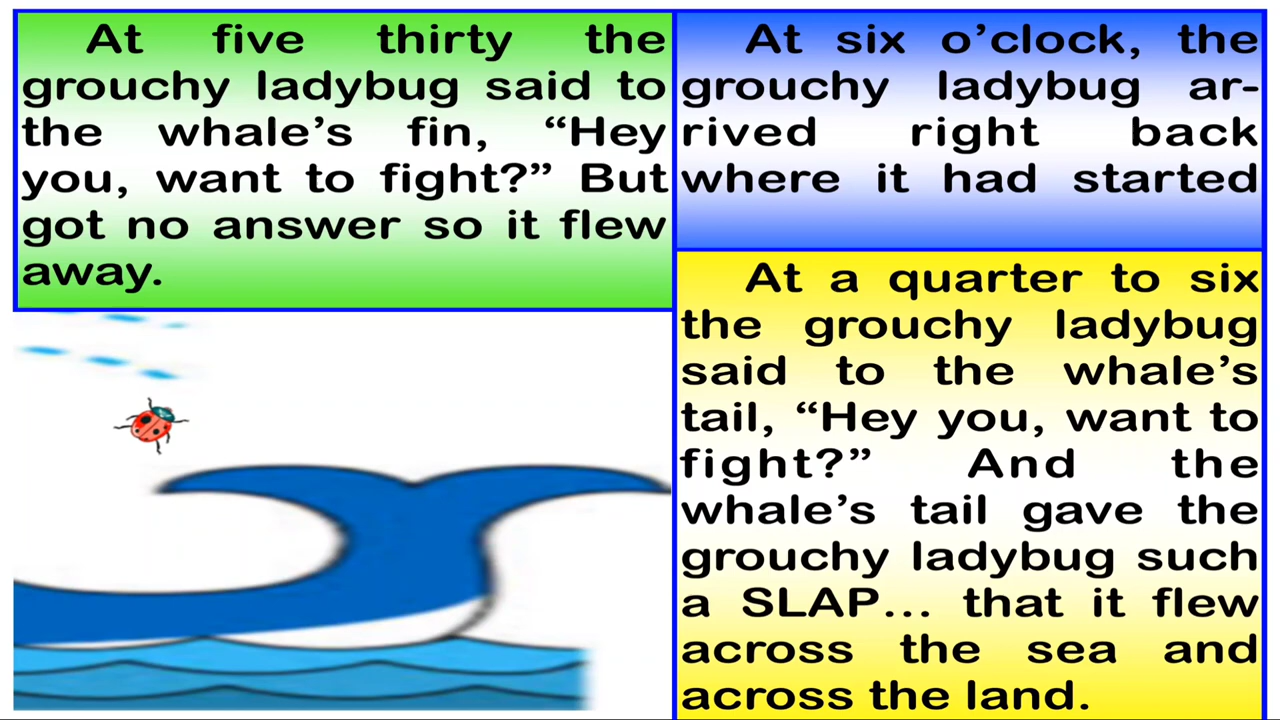 At five thirty the
grouchy ladybug said to
the whale’s fin, “Hey
you, want to fight?” But
got no answer so it flew
away.
At six o’clock, the
grouchy ladybug ar-
rived right back
where it had started
At a quarter to six
the grouchy ladybug
said to the whale’s
tail, “Hey you, want to
fight?” And the
whale’s tail gave the
grouchy ladybug such
a SLAP... that it flew
across the sea and
across the land.